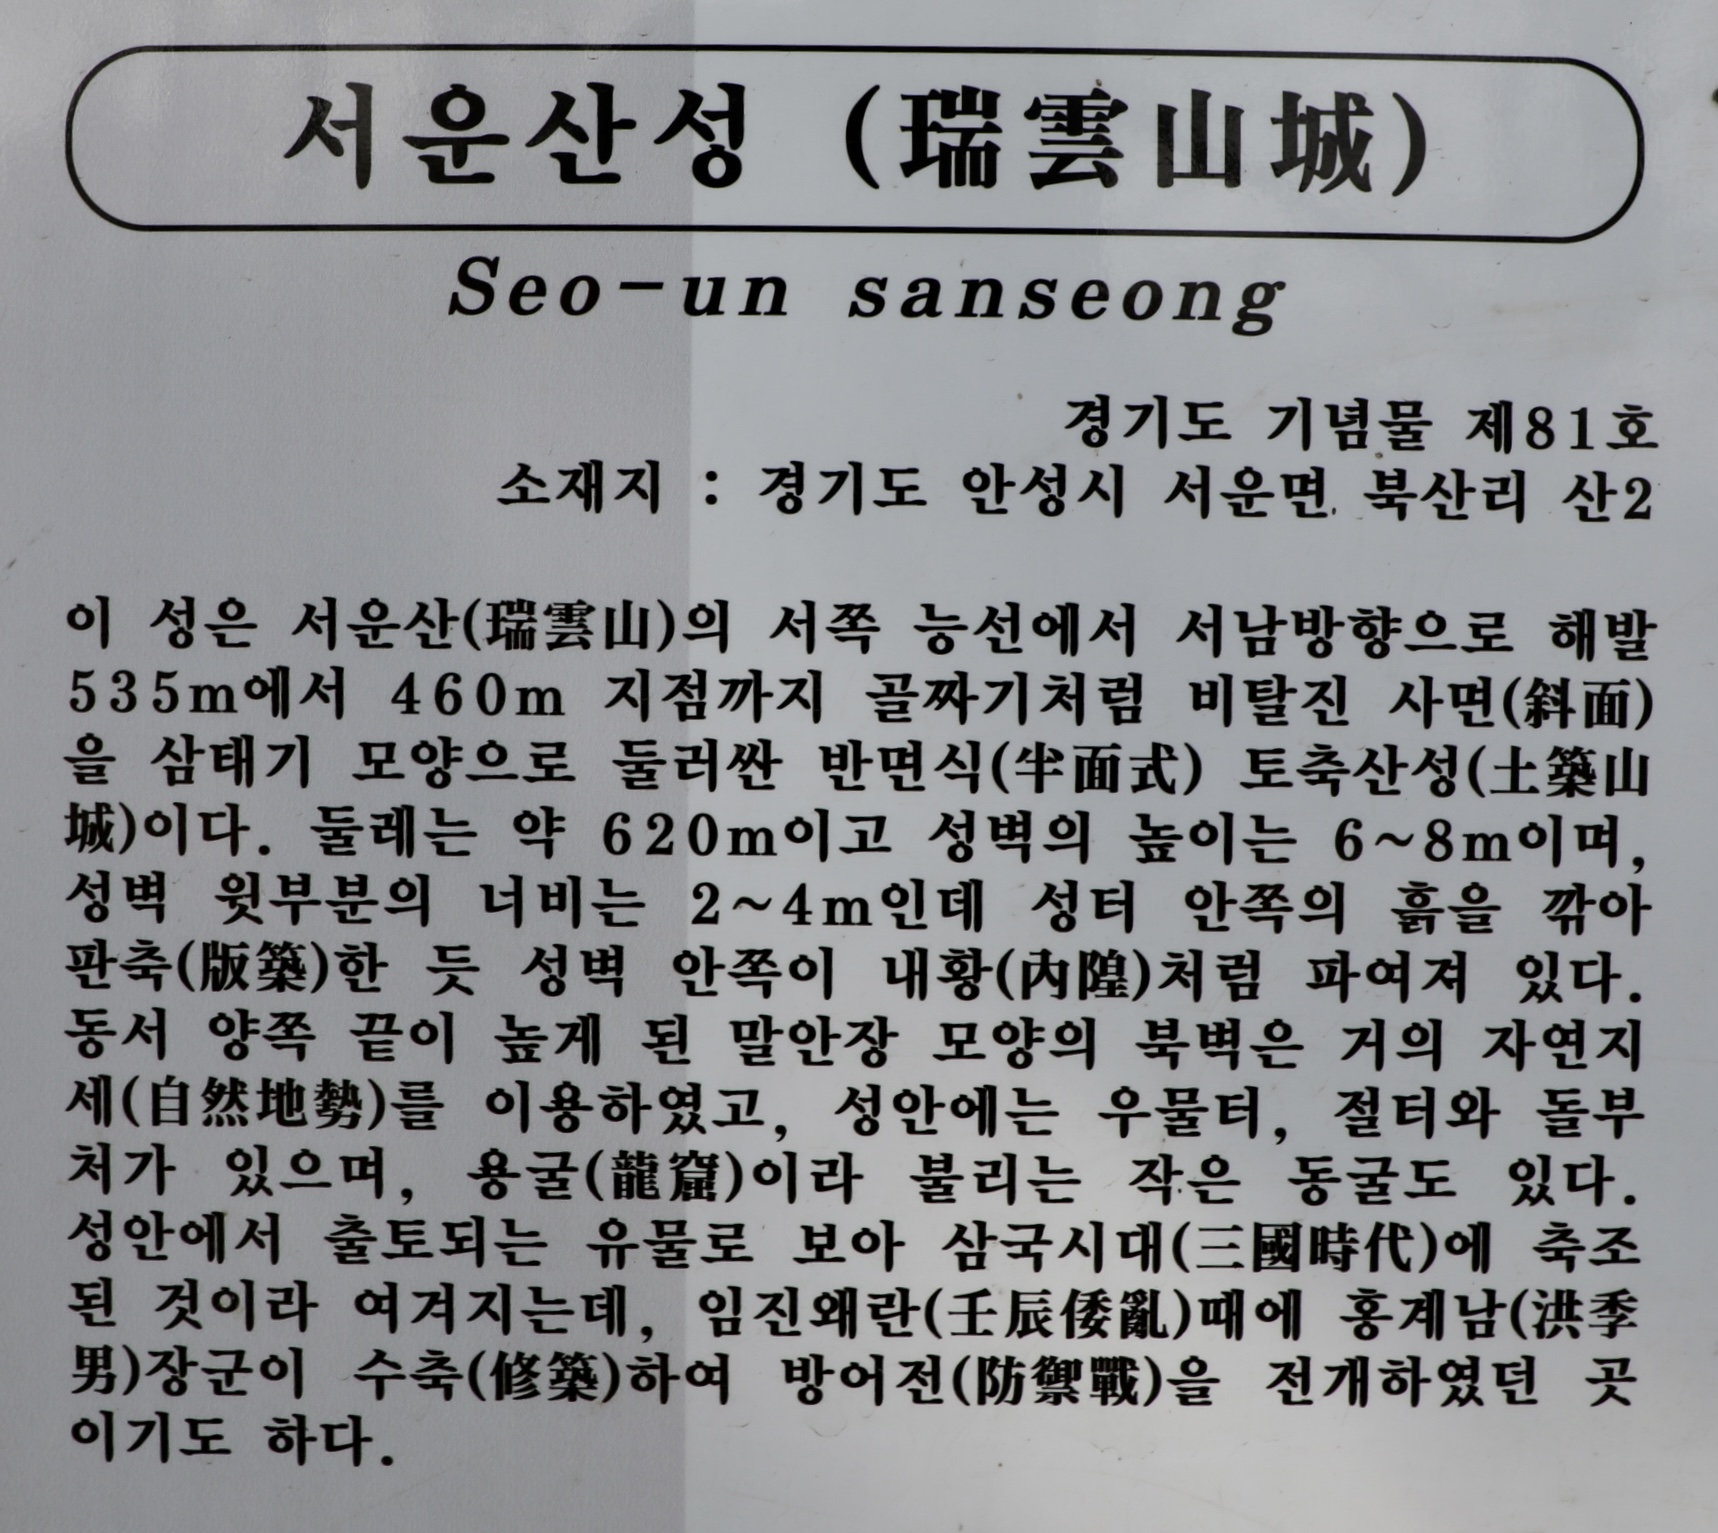 서운산성 (瑞雲山城)
Seo-un sanseong
경기도 기념물 제81호
소재지 : 경기도 안성시 서운면 북산리 산2
이 성은 서운산(瑞雲山)의 서쪽 능선에서 서남방향으로 해발
535m에서 460m 지점까지 골짜기처럼 비탈진 사면(斜面)
을 삼태기 모양으로 둘러싼 반면식(半面式) 토축산성(土築山
城)이다. 둘레는 약 620m이고 성벽의 높이는 6~8m이며,
성벽 윗부분의 너비는 2~4m인데 성터 안쪽의 흙을 깎아
판축(版築)한 듯 성벽 안쪽이 내황(內隍)처럼 파여져 있다.
동서 양쪽 끝이 높게 된 말안장 모양의 북벽은 거의 자연지
세(自然地勢)를 이용하였고, 성안에는 우물터, 절터와 돌부
처가 있으며, 용굴(龍窟)이라 불리는 작은 동굴도 있다.
성안에서 출토되는 유물로 보아 삼국시대(三國時代)에 축조
된 것이라 여겨지는데, 임진왜란(壬辰倭亂)때에 홍계남(洪季
男)장군이 수축(修築)하여 방어전(防禦戰)을 전개하였던 곳
이기도 하다.